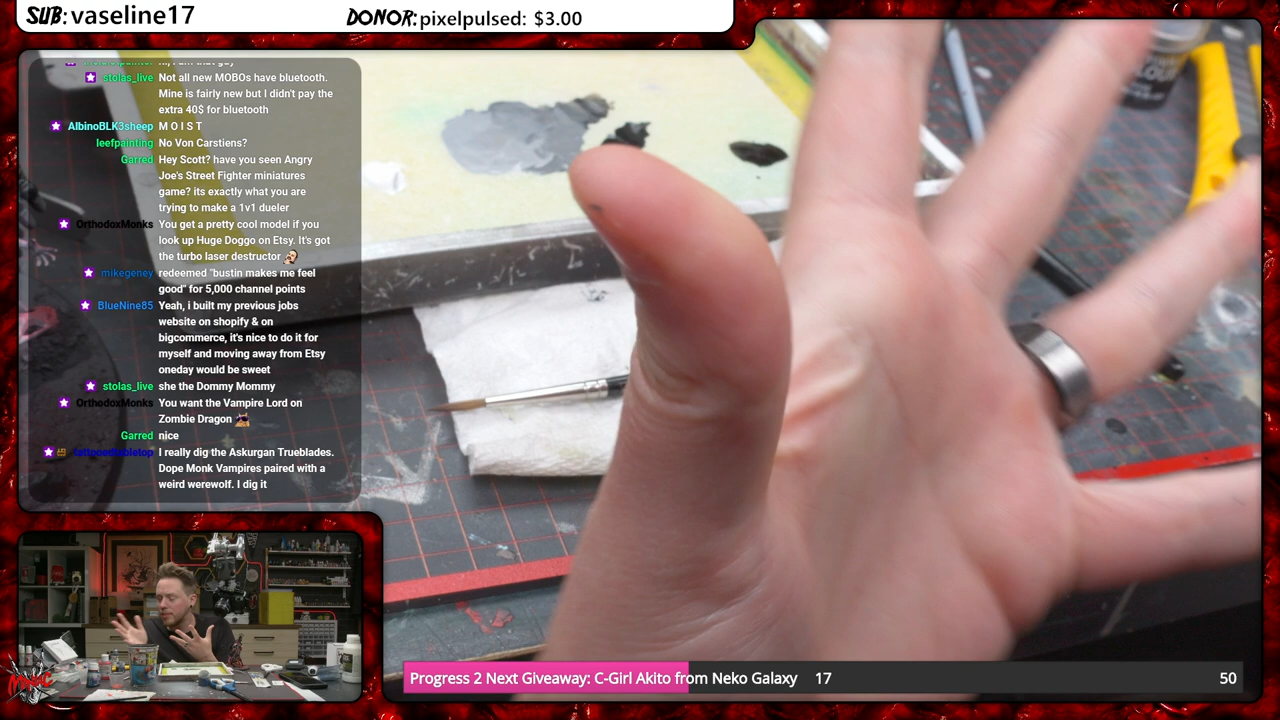 SUB: vaseline17
DONOR: pixelpulsed: $3.00
stolas_live Not all new MOBOs have bluetooth.
Mine is fairly new but I didn't pay the
extra 40$ for bluetooth
AlbinoBLK3sheep M O I S T
leefpainting No Von Carstiens?
Garred Hey Scott? have you seen Angry
Joe's Street Fighter miniatures
game? its exactly what you are
trying to make a 1v1 dueler
OrthodoxMonks You get a pretty cool model if you
look up Huge Doggo on Etsy. It's got
the turbo laser destructor
mikegeney redeemed "bustin makes me feel
good" for 5,000 channel points
BlueNine85 Yeah, i built my previous jobs
website on shopify & on
bigcommerce, it's nice to do it for
myself and moving away from Etsy
oneday would be sweet
stolas_live she the Dommy Mommy
OrthodoxMonks You want the Vampire Lord on
Zombie Dragon
Garred nice
I really dig the Askurgan Trueblades.
Dope Monk Vampires paired with a
weird werewolf. I dig it
Progress 2 Next Giveaway: C-Girl Akito from Neko Galaxy 17 50